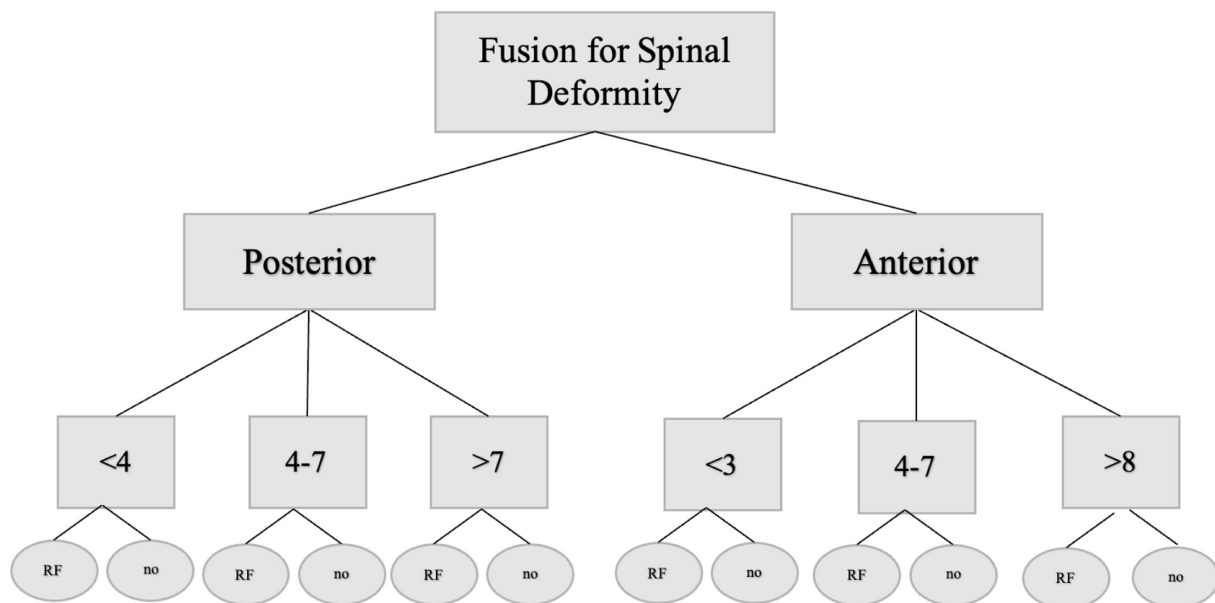 Fusion for Spinal
Deformity
Posterior
Anterior
<4
4-7
>7
<3
4-7
>8
RF
no
RF
no
RF
no
RF
no
RF
no
RF
no